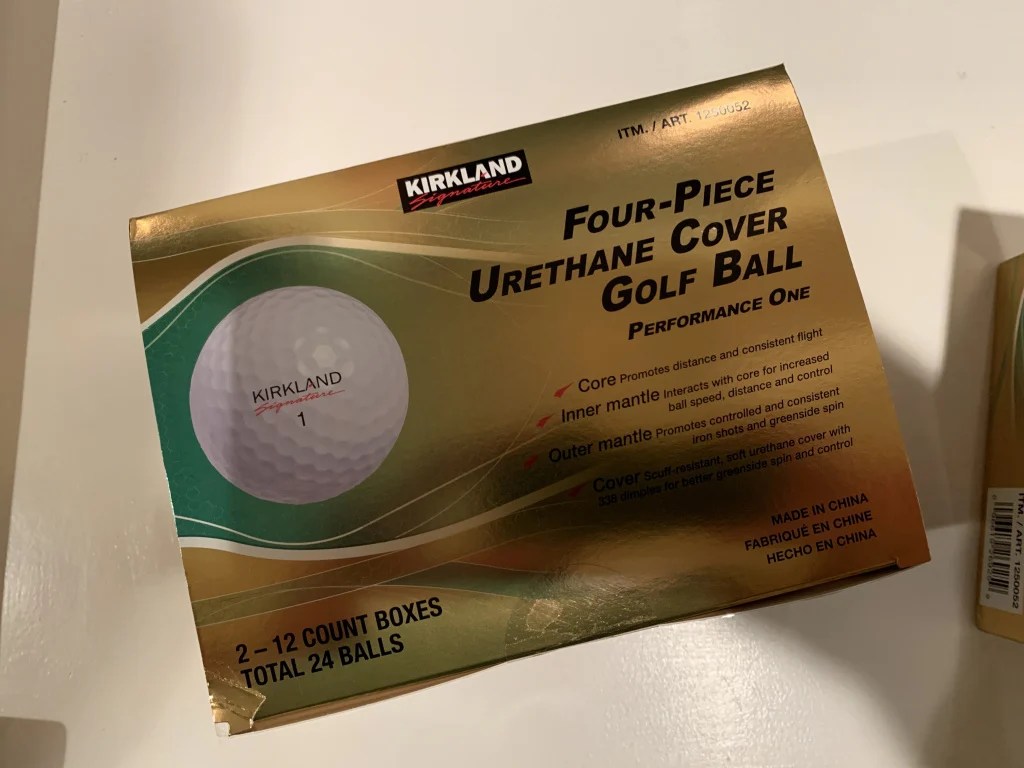 ITM. / ART. 1250052
KIRKLAND
Signature
FOUR-PIECE
URETHANE COVER
GOLF BALL
PERFORMANCE ONE
KIRKLAND
Signature
1
Core Promotes distance and consistent flight
Inner mantle Interacts with core for increased
ball speed, distance and control
Outer mantle Promotes controlled and consistent
iron shots and greenside spin
Cover Scuff-resistant, soft urethane cover with
338 dimples for better greenside spin and control
MADE IN CHINA
FABRIQUÉ EN CHINE
HECHO EN CHINA
2 – 12 COUNT BOXES
TOTAL 24 BALLS
ITM. / ART. 1250052